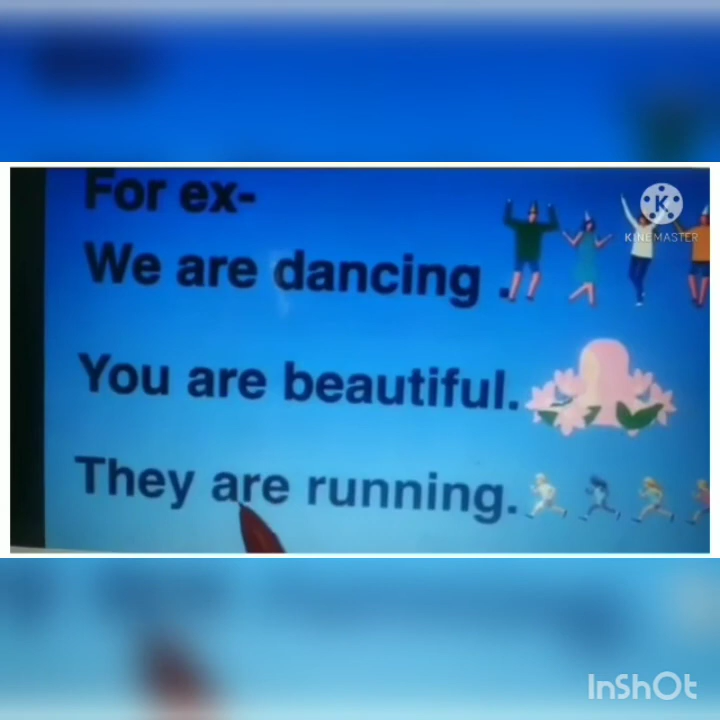 For ex-
K
KINEMASTER
We are dancing .
You are beautiful.
They are running.
InShOt